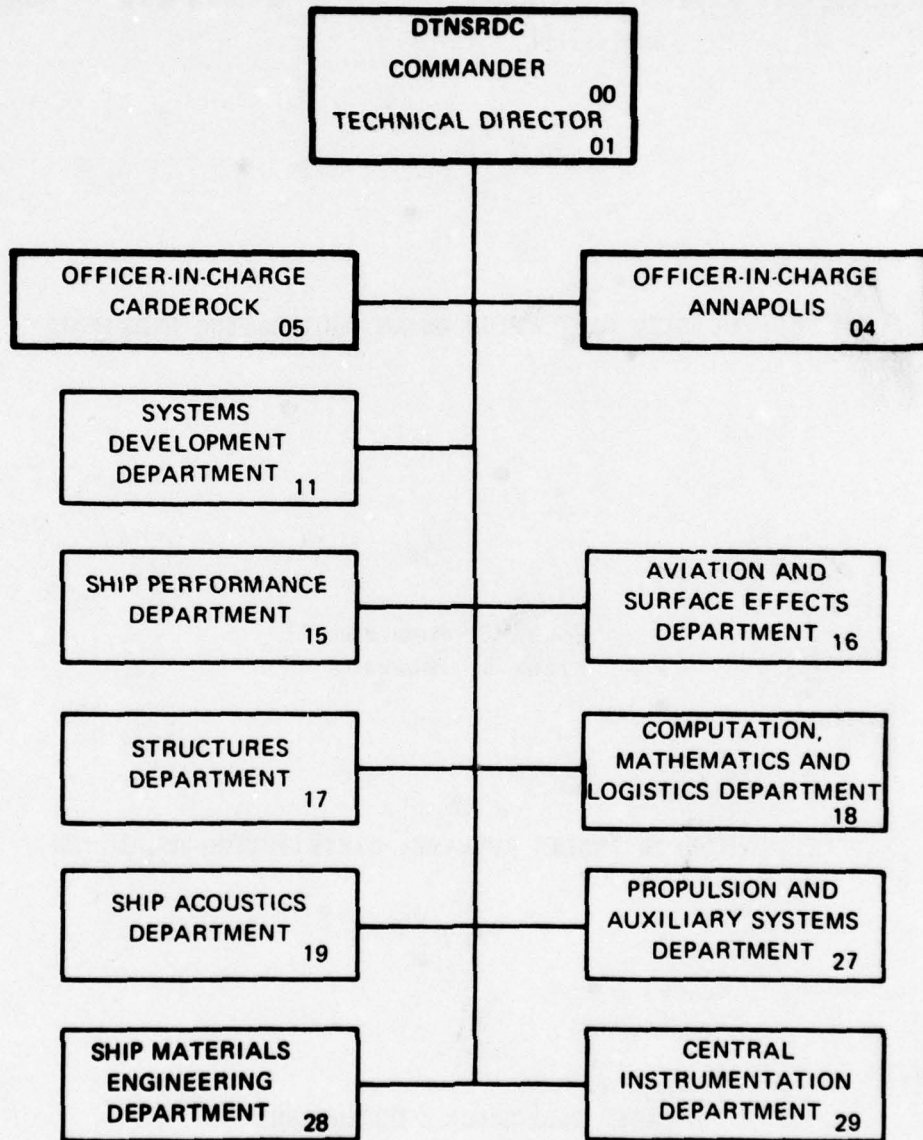 DTNSRDC
COMMANDER
00
TECHNICAL DIRECTOR
01
OFFICER-IN-CHARGE
CARDEROCK
05
OFFICER-IN-CHARGE
ANNAPOLIS
04
SYSTEMS
DEVELOPMENT
DEPARTMENT
11
SHIP PERFORMANCE
DEPARTMENT
15
AVIATION AND
SURFACE EFFECTS
DEPARTMENT
16
STRUCTURES
DEPARTMENT
17
COMPUTATION,
MATHEMATICS AND
LOGISTICS DEPARTMENT
18
SHIP ACOUSTICS
DEPARTMENT
19
PROPULSION AND
AUXILIARY SYSTEMS
DEPARTMENT
27
SHIP MATERIALS
ENGINEERING
DEPARTMENT
28
CENTRAL
INSTRUMENTATION
DEPARTMENT
29